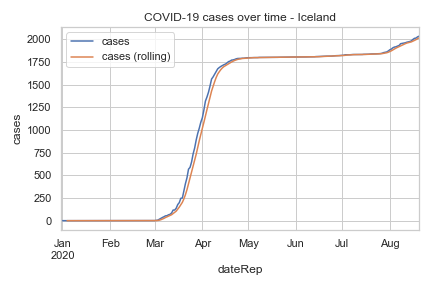 COVID-19 cases over time - Iceland
cases
cases (rolling)
2000
1750
1500
1250
1000
750
500
250
0
cases
Jan Feb Mar Apr May Jun Jul Aug
2020
dateRep